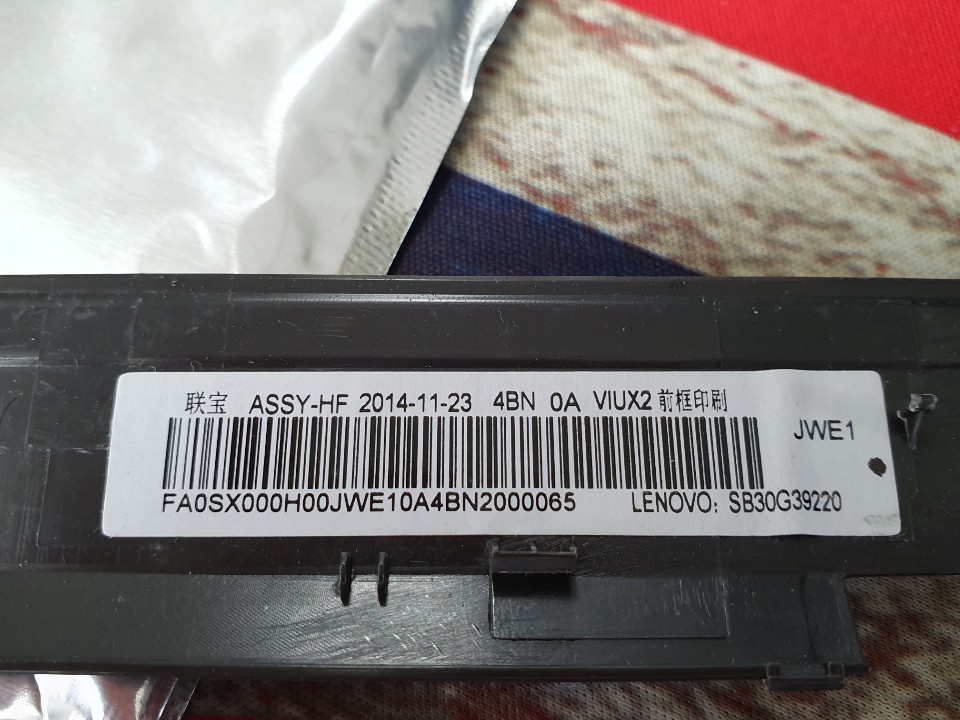 联宝 ASSY-HF 2014-11-23 4BN 0A VIUX2 前框印刷
JWE1
FA0SX000H00JWE10A4BN2000065 LENOVO: SB30G39220